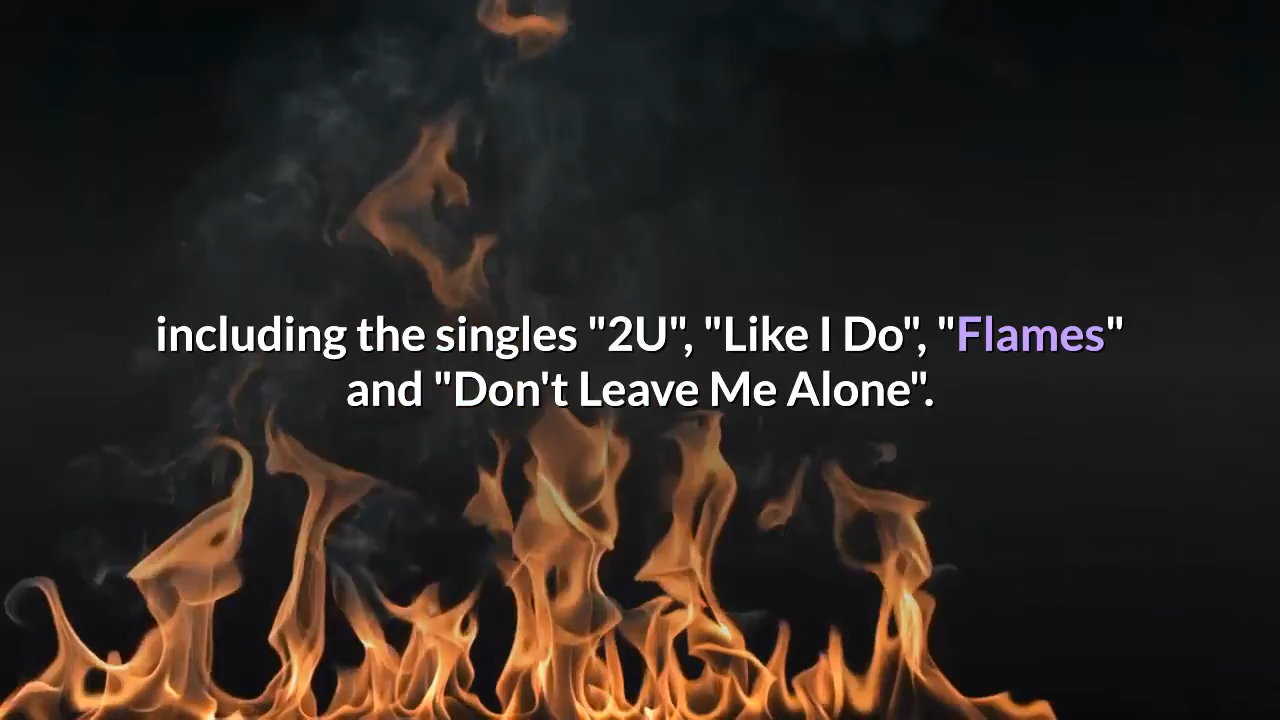 including the singles "2U", "Like I Do", "Flames"
and "Don't Leave Me Alone".